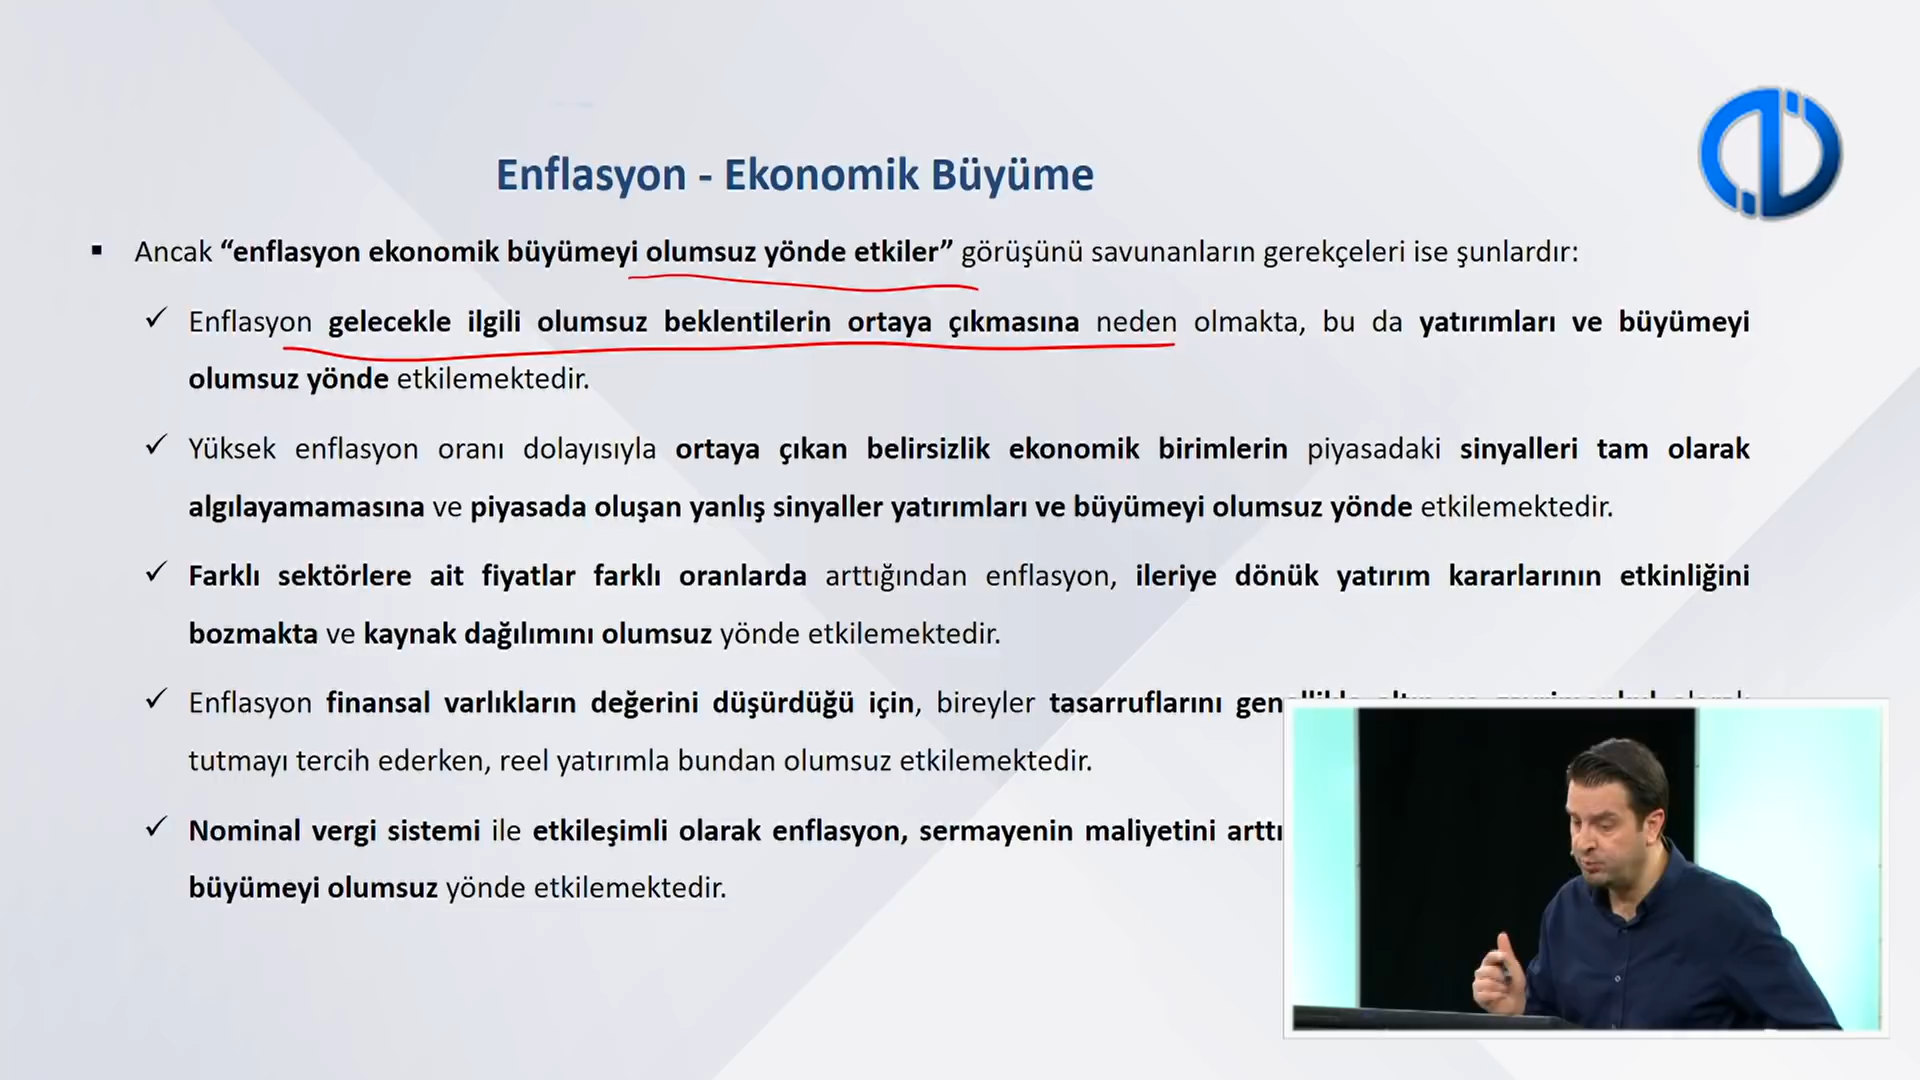 Enflasyon - Ekonomik Büyüme
▪ Ancak “enflasyon ekonomik büyümeyi olumsuz yönde etkiler” görüşünü savunanların gerekçeleri ise şunlardır:
✓ Enflasyon gelecekle ilgili olumsuz beklentilerin ortaya çıkmasına neden olmakta, bu da yatırımları ve büyümeyi
olumsuz yönde etkilemektedir.
✓ Yüksek enflasyon oranı dolayısıyla ortaya çıkan belirsizlik ekonomik birimlerin piyasadaki sinyalleri tam olarak
algılayamamasına ve piyasada oluşan yanlış sinyaller yatırımları ve büyümeyi olumsuz yönde etkilemektedir.
✓ Farklı sektörlere ait fiyatlar farklı oranlarda arttığından enflasyon, ileriye dönük yatırım kararlarının etkinliğini
bozmakta ve kaynak dağılımını olumsuz yönde etkilemektedir.
✓ Enflasyon finansal varlıkların değerini düşürdüğü için, bireyler tasarruflarını
tutmayı tercih ederken, reel yatırımla bundan olumsuz etkilemektedir.
✓ Nominal vergi sistemi ile etkileşimli olarak enflasyon, sermayenin maliyetini
büyümeyi olumsuz yönde etkilemektedir.